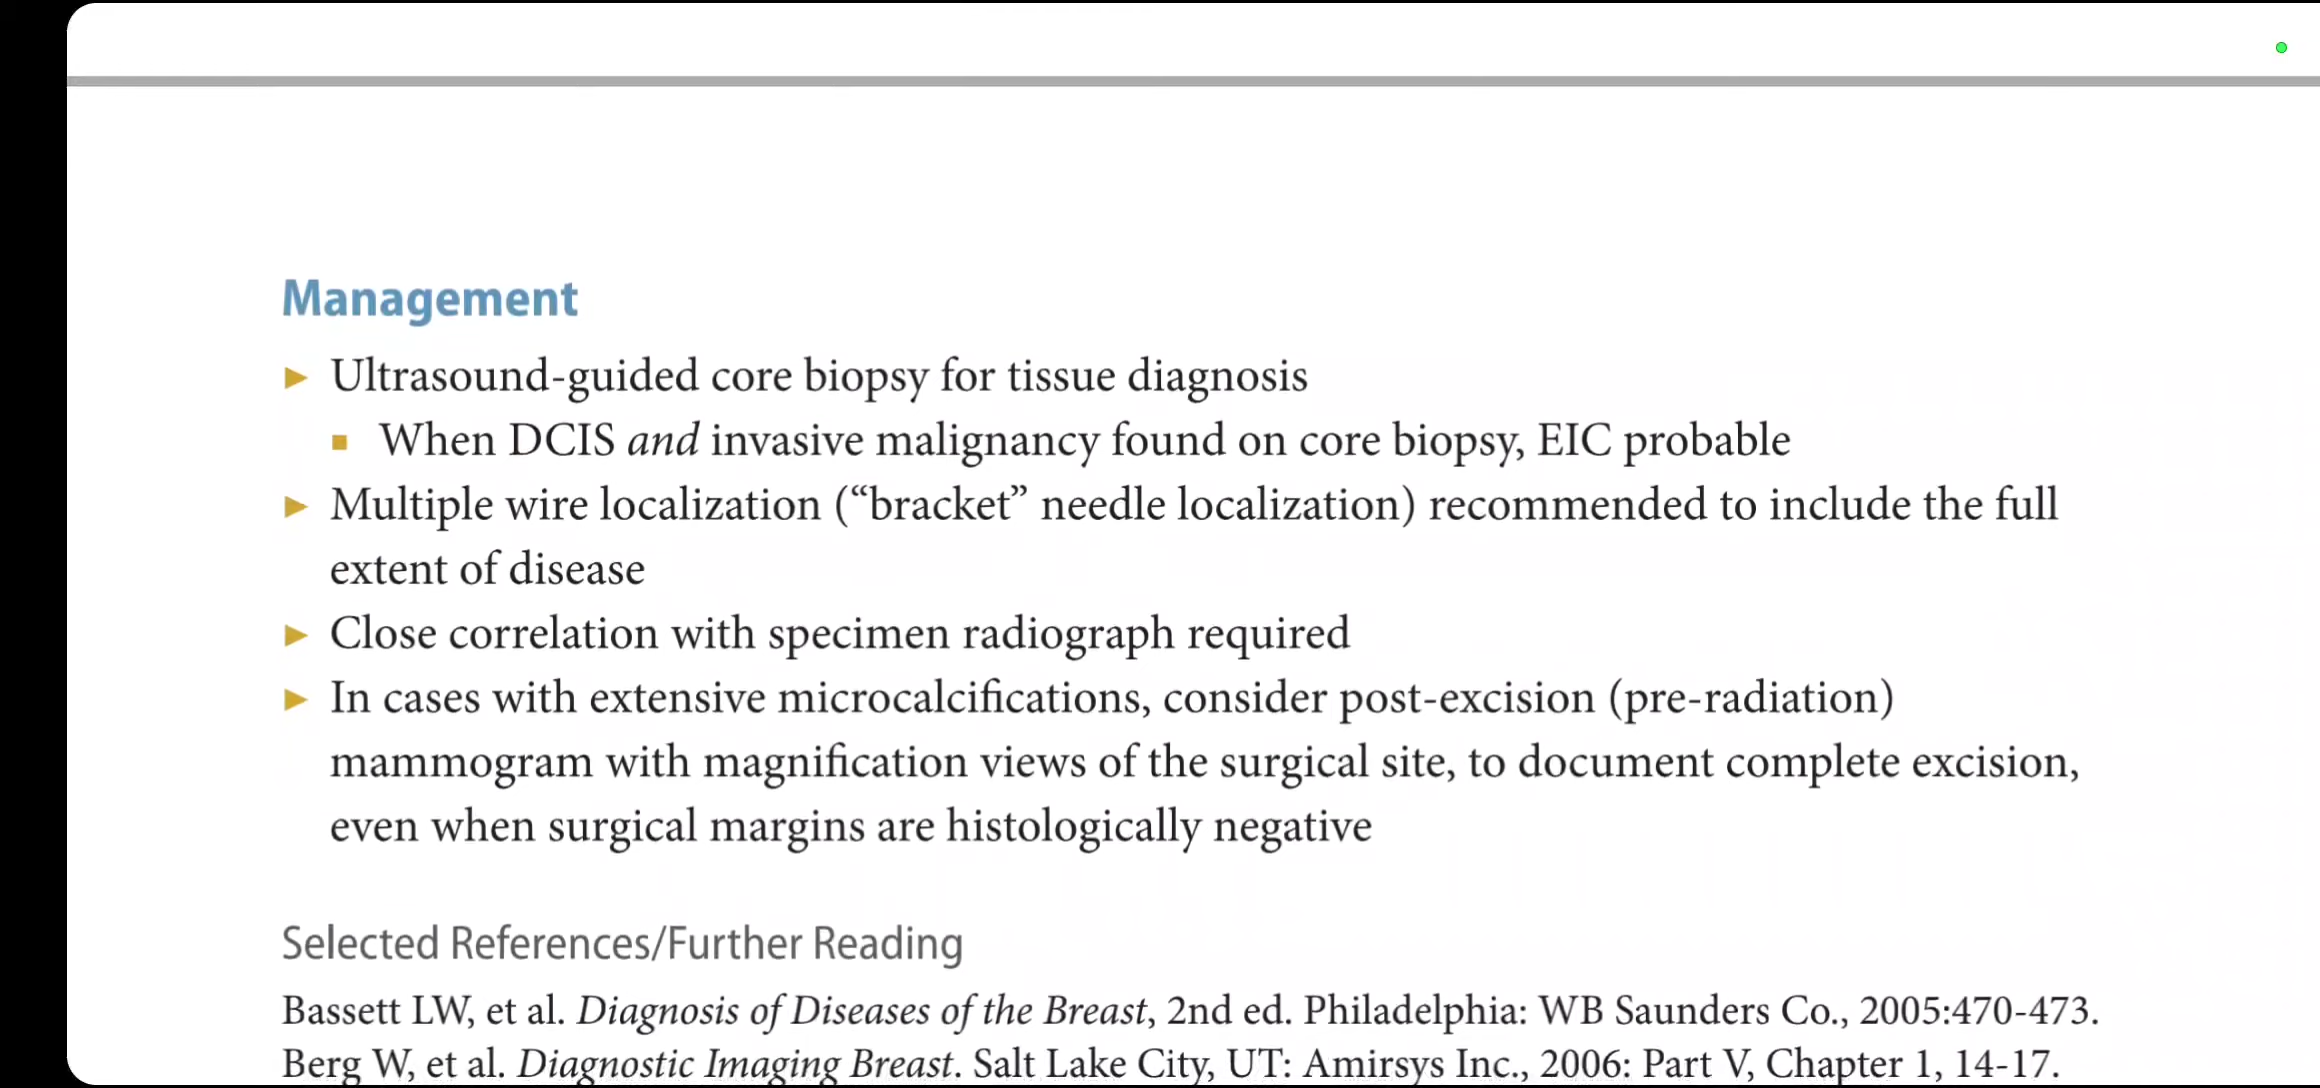 Management
► Ultrasound-guided core biopsy for tissue diagnosis
■ When DCIS and invasive malignancy found on core biopsy, EIC probable
► Multiple wire localization (“bracket” needle localization) recommended to include the full
extent of disease
► Close correlation with specimen radiograph required
► In cases with extensive microcalcifications, consider post-excision (pre-radiation)
mammogram with magnification views of the surgical site, to document complete excision,
even when surgical margins are histologically negative
Selected References/Further Reading
Bassett LW, et al. Diagnosis of Diseases of the Breast, 2nd ed. Philadelphia: WB Saunders Co., 2005:470-473.
Berg W, et al. Diagnostic Imaging Breast. Salt Lake City, UT: Amirsys Inc., 2006: Part V, Chapter 1, 14-17.